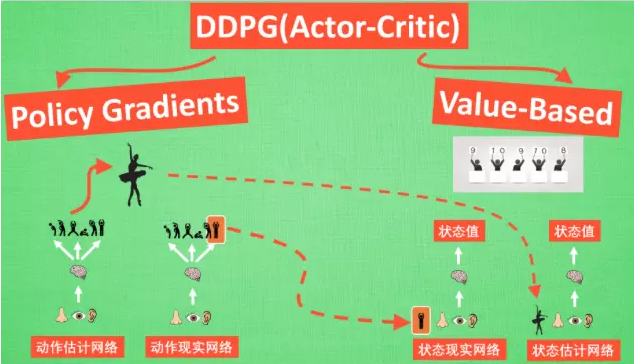 DDPG(Actor-Critic)
Policy Gradients
Value-Based
9 10 9 10 8
状态值
状态值
动作估计网络
动作现实网络
状态现实网络
状态估计网络